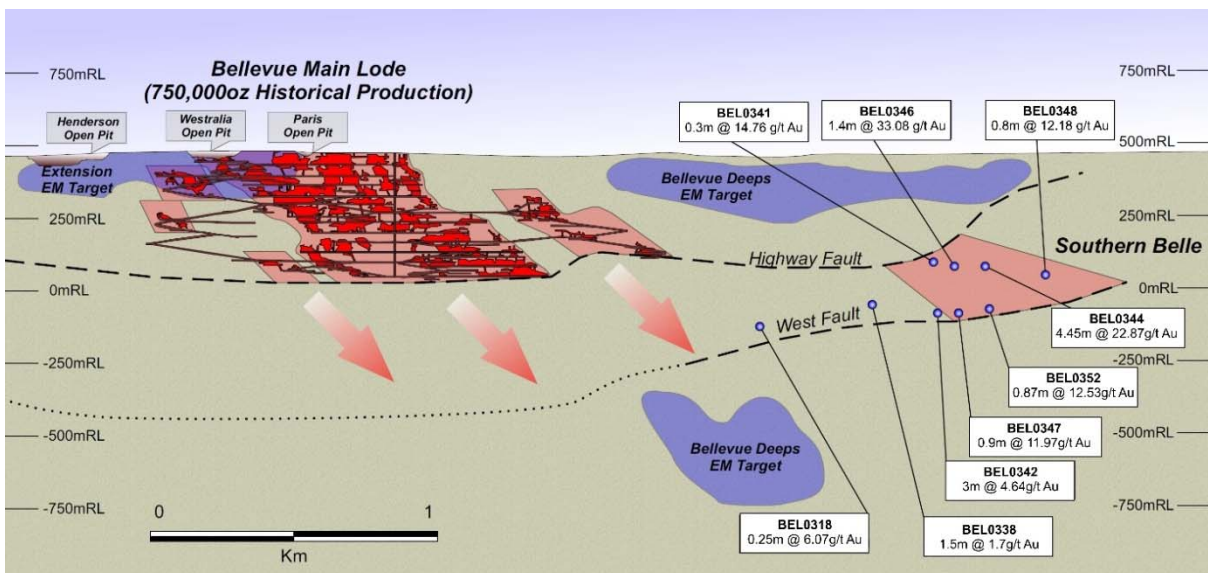 750mRL
Bellevue Main Lode
(750,000oz Historical Production)
750mRL
Henderson
Open Pit
Westralia
Open Pit
Paris
Open Pit
BEL0341
0.3m @ 14.76 g/t Au
BEL0346
1.4m @ 33.08 g/t Au
BEL0348
0.8m @ 12.18 g/t Au
500mRL
Extension
EM Target
Bellevue Deeps
EM Target
250mRL
250mRL
Southern Belle
Highway Fault
0mRL
0mRL
West Fault
BEL0344
4.45m @ 22.87g/t Au
-250mRL
-250mRL
BEL0352
0.87m @ 12.53g/t Au
-500mRL
-500mRL
Bellevue Deeps
EM Target
BEL0347
0.9m @ 11.97g/t Au
BEL0342
3m @ 4.64g/t Au
-750mRL
-750mRL
0 1
Km
BEL0318
0.25m @ 6.07g/t Au
BEL0338
1.5m @ 1.7g/t Au